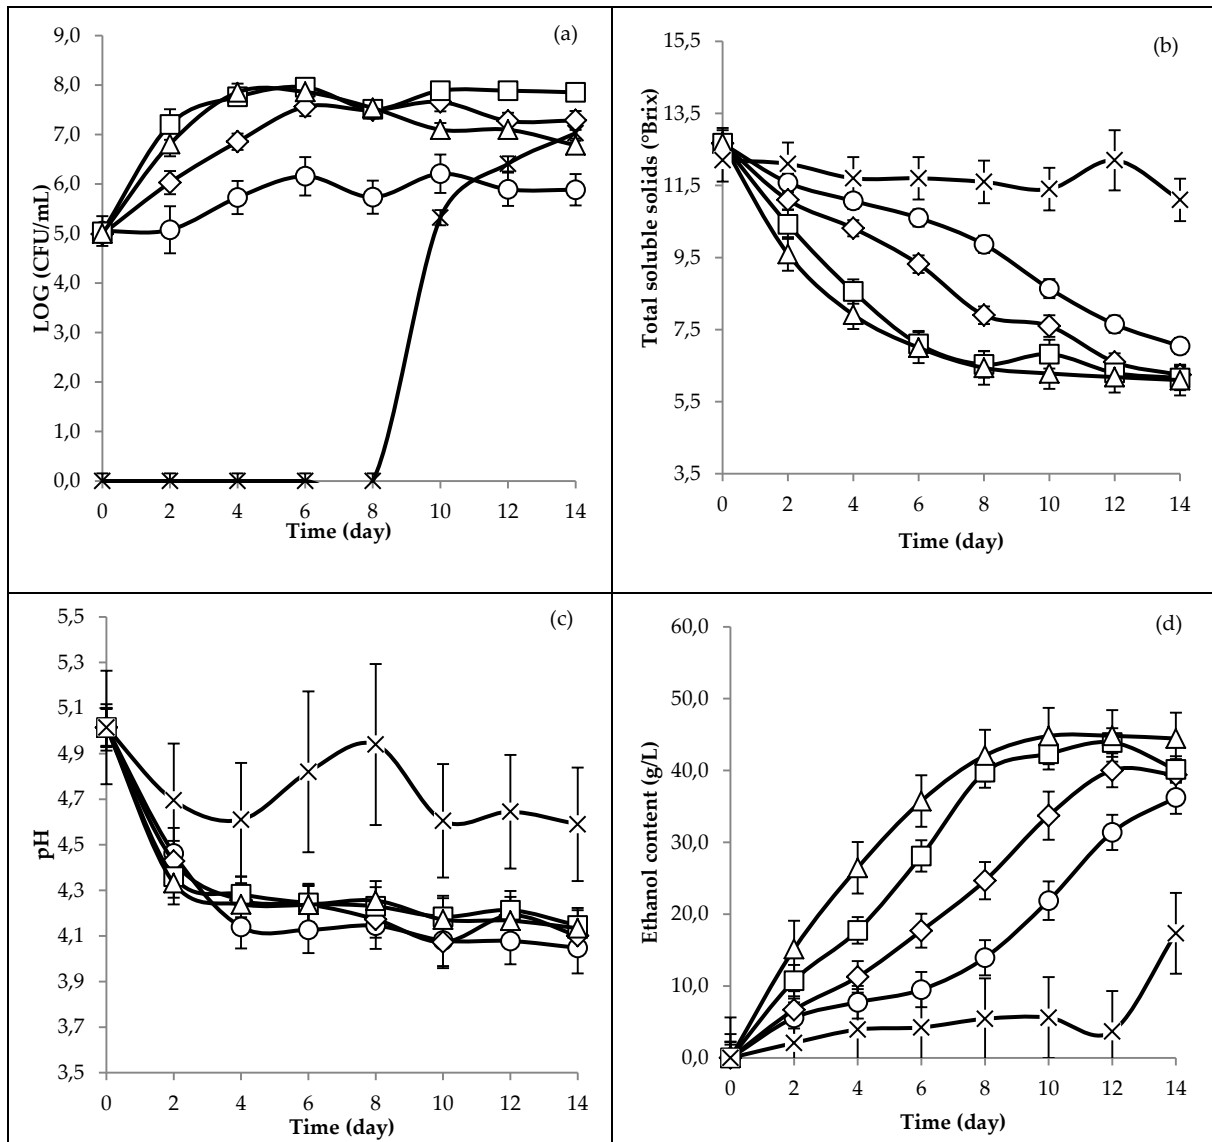 (a)
LOG (CFU/mL)
9,0
8,0
7,0
6,0
5,0
4,0
3,0
2,0
1,0
0,0
0 2 4 6 8 10 12 14
Time (day)
(b)
Total soluble solids (°Brix)
15,5
13,5
11,5
9,5
7,5
5,5
3,5
0 2 4 6 8 10 12 14
Time (day)
(c)
pH
5,5
5,3
5,1
4,9
4,7
4,5
4,3
4,1
3,9
3,7
3,5
0 2 4 6 8 10 12 14
Time (day)
(d)
Ethanol content (g/L)
60,0
50,0
40,0
30,0
20,0
10,0
0,0
0 2 4 6 8 10 12 14
Time (day)